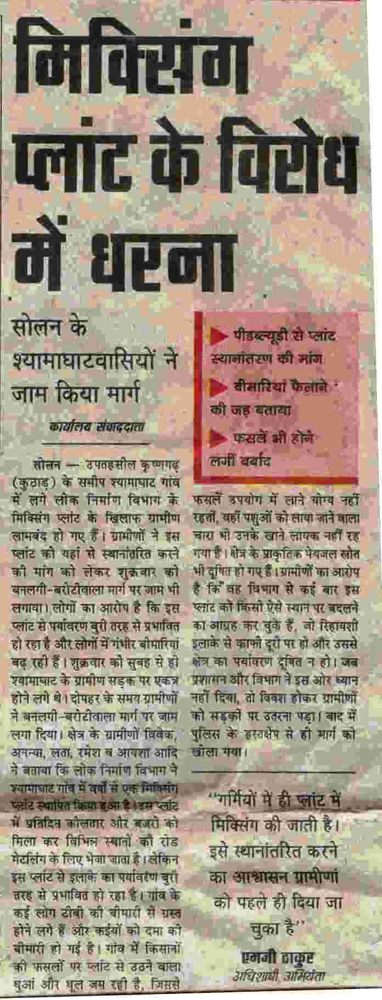 मिक्सिंग
प्लांट के विरोध
में धरना
सोलन के
श्यामाघाटवासियों ने
जाम किया मार्ग
कार्यालय संवाददाता
पीडब्ल्यूडी से प्लांट
स्थानांतरण की मांग
बीमारियां फैलाने
की जड़ बताया
फसलें भी होने
लगीं बर्बाद
सोलन — उपतहसील कृष्णगढ़
(कुठाड़) के समीप श्यामाघाट गांव
में लगे लोक निर्माण विभाग के
मिक्सिंग प्लांट के खिलाफ ग्रामीण
लामबंद हो गए हैं। ग्रामीणों ने इस
प्लांट को यहां से स्थानांतरित करने
की मांग को लेकर शुक्रवार को
बनलगी-बरोटीवाला मार्ग पर जाम भी
लगाया। लोगों का आरोप है कि इस
प्लांट से पर्यावरण बुरी तरह से प्रभावित
हो रहा है और लोगों में गंभीर बीमारियां
बढ़ रही हैं। शुक्रवार को सुबह से ही
श्यामाघाट के ग्रामीण सड़क पर एकत्र
होने लगे थे। दोपहर के समय ग्रामीणों
ने बनलगी-बरोटीवाला मार्ग पर जाम
लगा दिया। क्षेत्र के ग्रामीणों विवेक,
अनन्या, लता, रमेश व आयशा आदि
ने बताया कि लोक निर्माण विभाग ने
श्यामाघाट गांव में वर्षों से एक मिक्सिंग
प्लांट स्थापित किया हुआ है। इस प्लांट
में प्रतिदिन कोलतार और बजरी को
मिला कर विभिन्न स्थानों की रोड
मेटलिंग के लिए भेजा जाता है। लेकिन
इस प्लांट से इलाके का पर्यावरण बुरी
तरह से प्रभावित हो रहा है। गांव के
कई लोग टीबी की बीमारी से ग्रस्त
होने लगे हैं और कईयों को दमा की
बीमारी हो गई है। गांव में किसानों
की फसलों पर प्लांट से उठने वाला
धुआं और धूल जम रही है, जिससे
फसलें उपयोग में लाने योग्य नहीं
रहतीं, वहीं पशुओं को लाया जाने वाला
चारा भी उनके खाने लायक नहीं रह
गया है। क्षेत्र के प्राकृतिक पेयजल स्रोत
भी दूषित हो गए हैं। ग्रामीणों का आरोप
है कि वह विभाग से कई बार इस
प्लांट को किसी ऐसे स्थान पर बदलने
का आग्रह कर चुके हैं, जो रिहायशी
इलाके से काफी दूरी पर हो और उससे
क्षेत्र का पर्यावरण दूषित न हो। जब
प्रशासन और विभाग ने इस ओर ध्यान
नहीं दिया, तो विवश होकर ग्रामीणों
को सड़कों पर उतरना पड़ा। बाद में
पुलिस के हस्तक्षेप से ही मार्ग को
खोला गया।
“गर्मियों में ही प्लांट में
मिक्सिंग की जाती है।
इसे स्थानांतरित करने
का आश्वासन ग्रामीणों
को पहले ही दिया जा
चुका है”
एनजी ठाकुर
अधिशाषी अभियंता